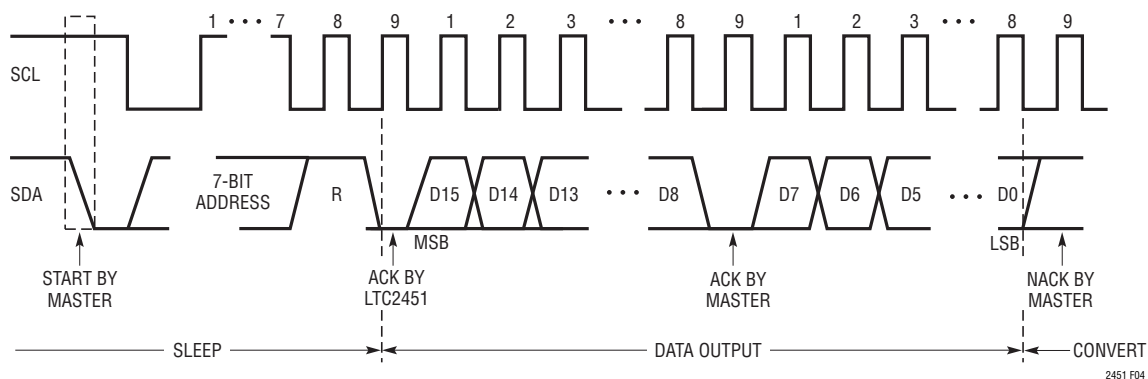 1 ••• 7 8 9 1 2 3 ••• 8 9 1 2 3 ••• 8 9
SCL
SDA
7-BIT
ADDRESS
R D15 D14 D13 ••• D8 D7 D6 D5 ••• D0
MSB
LSB
START BY
MASTER
ACK BY
LTC2451
ACK BY
MASTER
NACK BY
MASTER
SLEEP DATA OUTPUT CONVERT
2451 F04